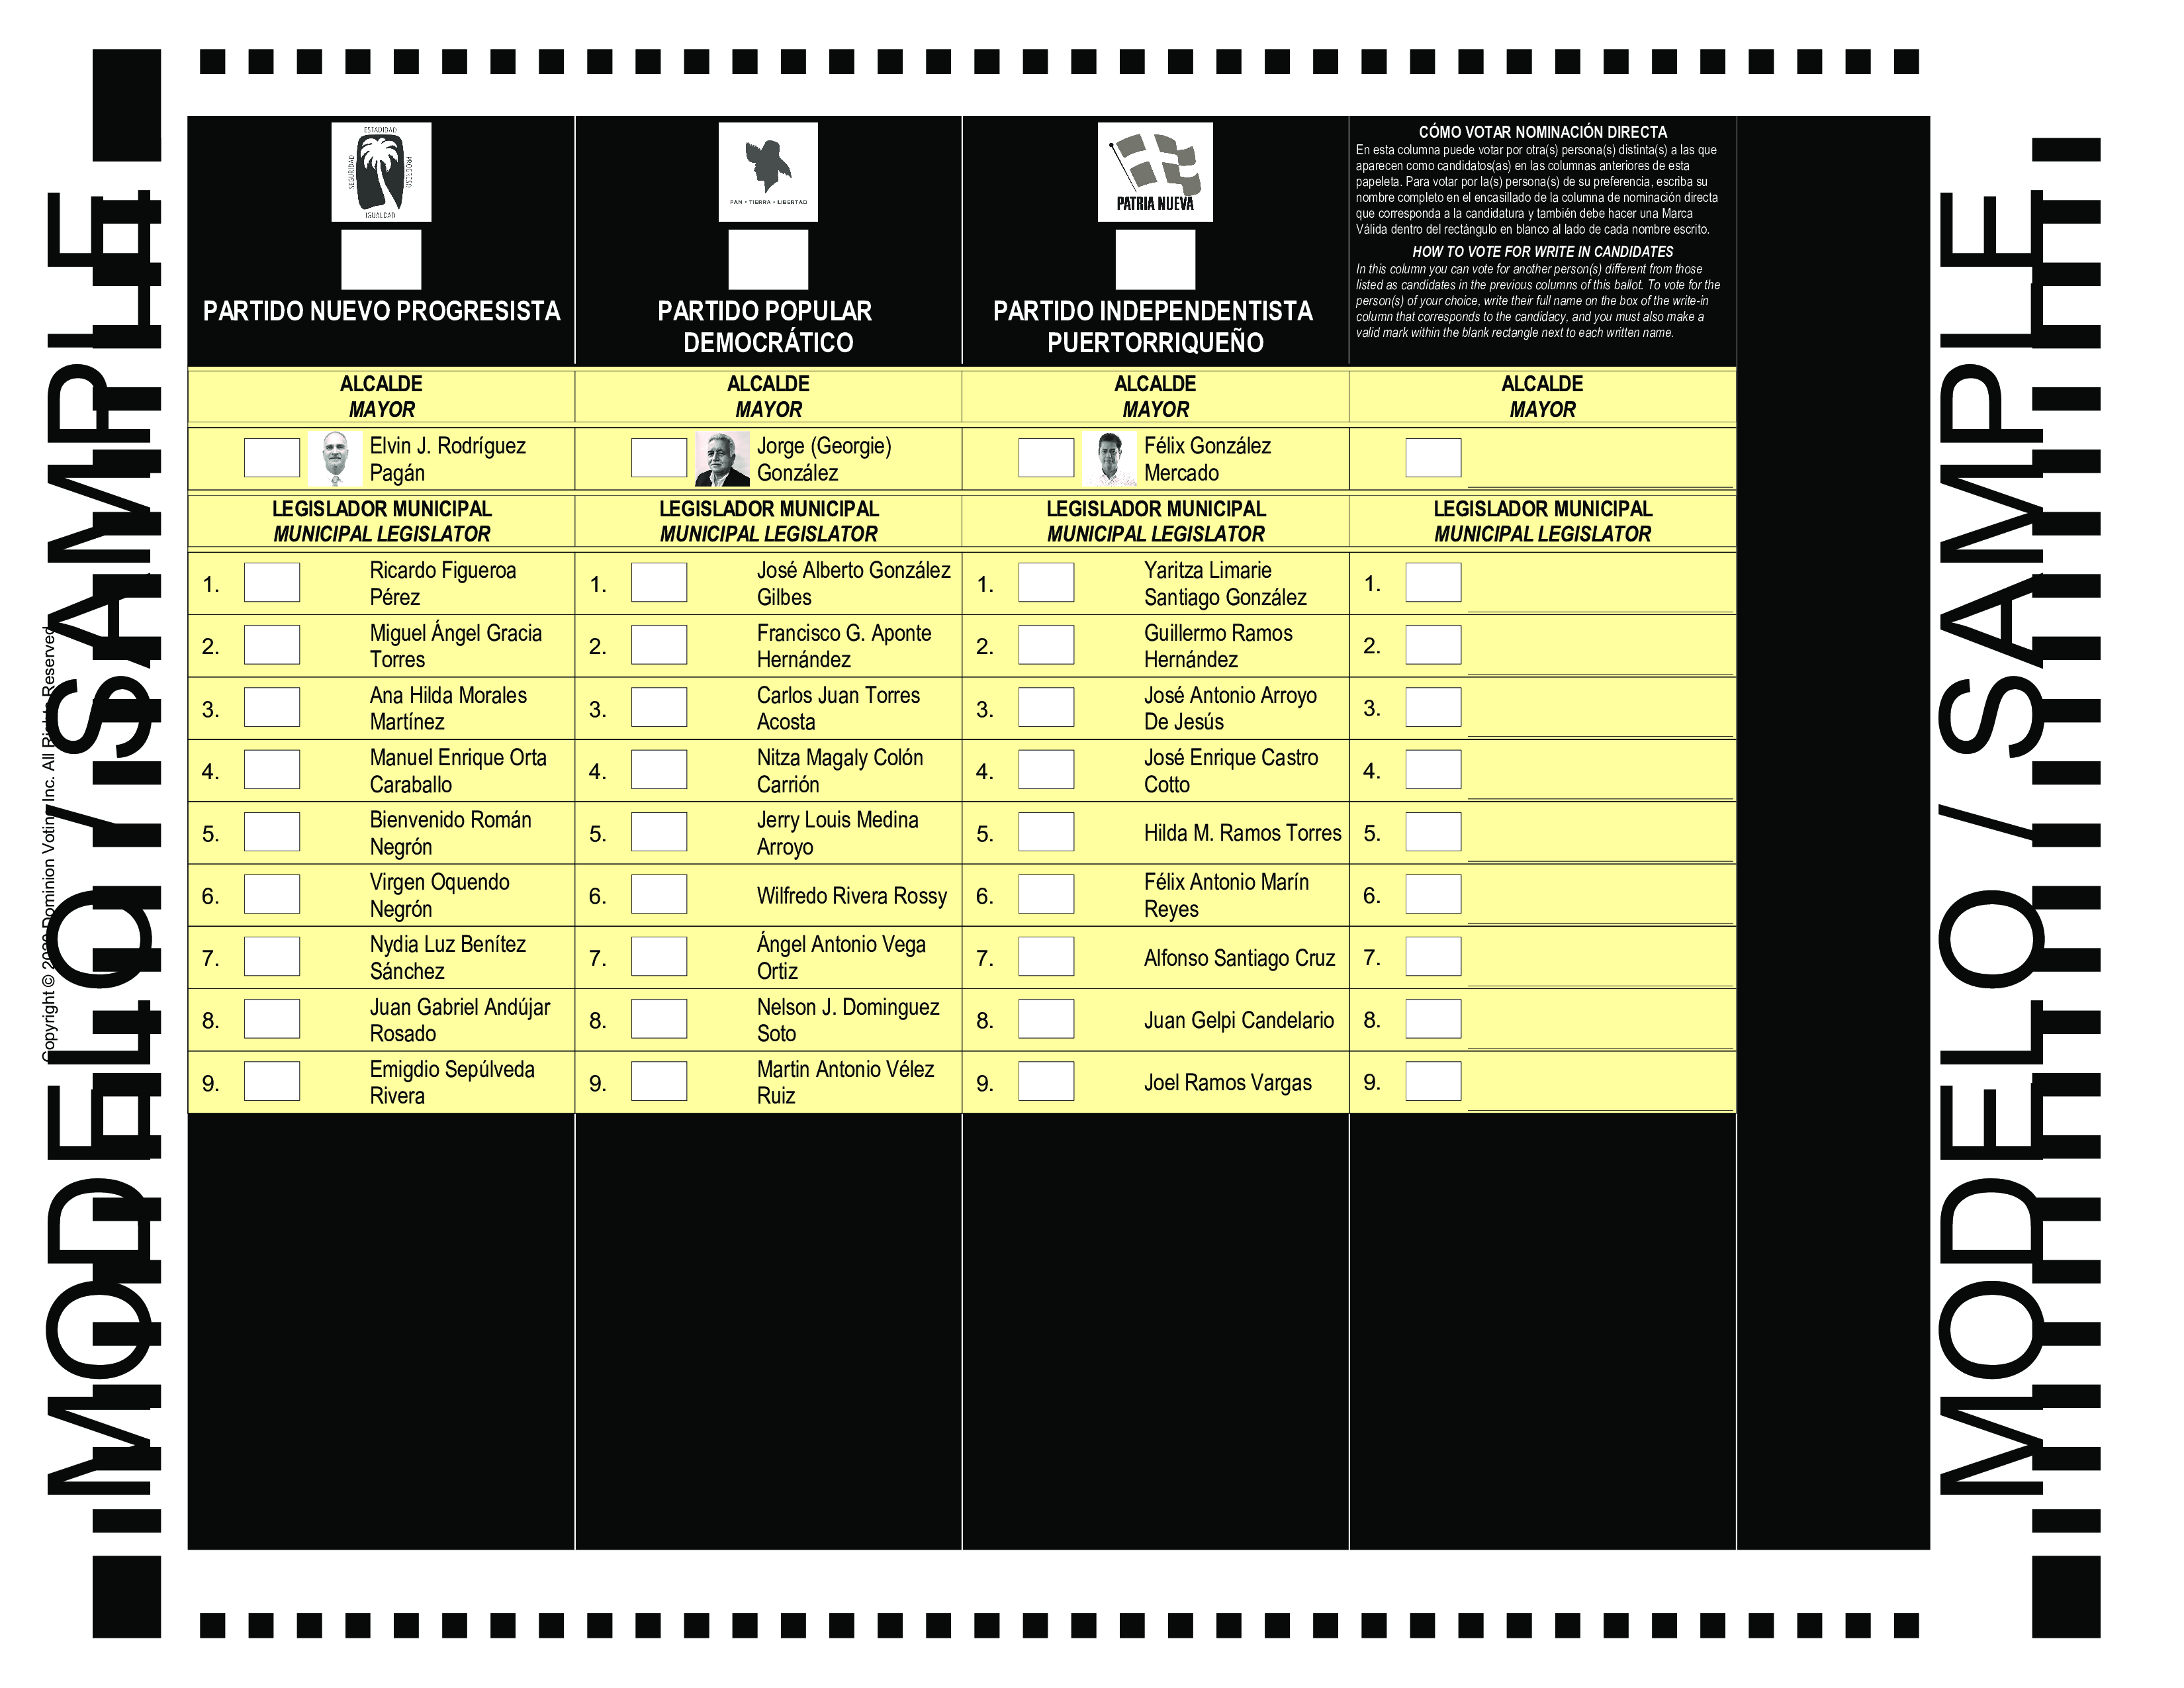 MODELO / SAMPLE
Copyright © 2020 Dominion Voting Inc. All Rights Reserved
ESTADIDAD
SEGURIDAD
PROGRESO
IGUALDAD
PARTIDO NUEVO PROGRESISTA
PAN • TIERRA • LIBERTAD
PARTIDO POPULAR
DEMOCRÁTICO
PATRIA NUEVA
PARTIDO INDEPENDENTISTA
PUERTORRIQUEÑO
CÓMO VOTAR NOMINACIÓN DIRECTA
En esta columna puede votar por otra(s) persona(s) distinta(s) a las que
aparecen como candidatos(as) en las columnas anteriores de esta
papeleta. Para votar por la(s) persona(s) de su preferencia, escriba su
nombre completo en el encasillado de la columna de nominación directa
que corresponda a la candidatura y también debe hacer una Marca
Válida dentro del rectángulo en blanco al lado de cada nombre escrito.
HOW TO VOTE FOR WRITE IN CANDIDATES
In this column you can vote for another person(s) different from those
listed as candidates in the previous columns of this ballot. To vote for the
person(s) of your choice, write their full name on the box of the write-in
column that corresponds to the candidacy, and you must also make a
valid mark within the blank rectangle next to each written name.
ALCALDE
MAYOR
Elvin J. Rodríguez
Pagán
LEGISLADOR MUNICIPAL
MUNICIPAL LEGISLATOR
1. Ricardo Figueroa
Pérez
2. Miguel Ángel Gracia
Torres
3. Ana Hilda Morales
Martínez
4. Manuel Enrique Orta
Caraballo
5. Bienvenido Román
Negrón
6. Virgen Oquendo
Negrón
7. Nydia Luz Benítez
Sánchez
8. Juan Gabriel Andújar
Rosado
9. Emigdio Sepúlveda
Rivera
ALCALDE
MAYOR
Jorge (Georgie)
González
LEGISLADOR MUNICIPAL
MUNICIPAL LEGISLATOR
1. José Alberto González
Gilbes
2. Francisco G. Aponte
Hernández
3. Carlos Juan Torres
Acosta
4. Nitza Magaly Colón
Carrión
5. Jerry Louis Medina
Arroyo
6. Wilfredo Rivera Rossy
7. Ángel Antonio Vega
Ortiz
8. Nelson J. Dominguez
Soto
9. Martin Antonio Vélez
Ruiz
ALCALDE
MAYOR
Félix González
Mercado
LEGISLADOR MUNICIPAL
MUNICIPAL LEGISLATOR
1. Yaritza Limarie
Santiago González
2. Guillermo Ramos
Hernández
3. José Antonio Arroyo
De Jesús
4. José Enrique Castro
Cotto
5. Hilda M. Ramos Torres
6. Félix Antonio Marín
Reyes
7. Alfonso Santiago Cruz
8. Juan Gelpi Candelario
9. Joel Ramos Vargas
ALCALDE
MAYOR
LEGISLADOR MUNICIPAL
MUNICIPAL LEGISLATOR
1.
2.
3.
4.
5.
6.
7.
8.
9.
MODELO / SAMPLE